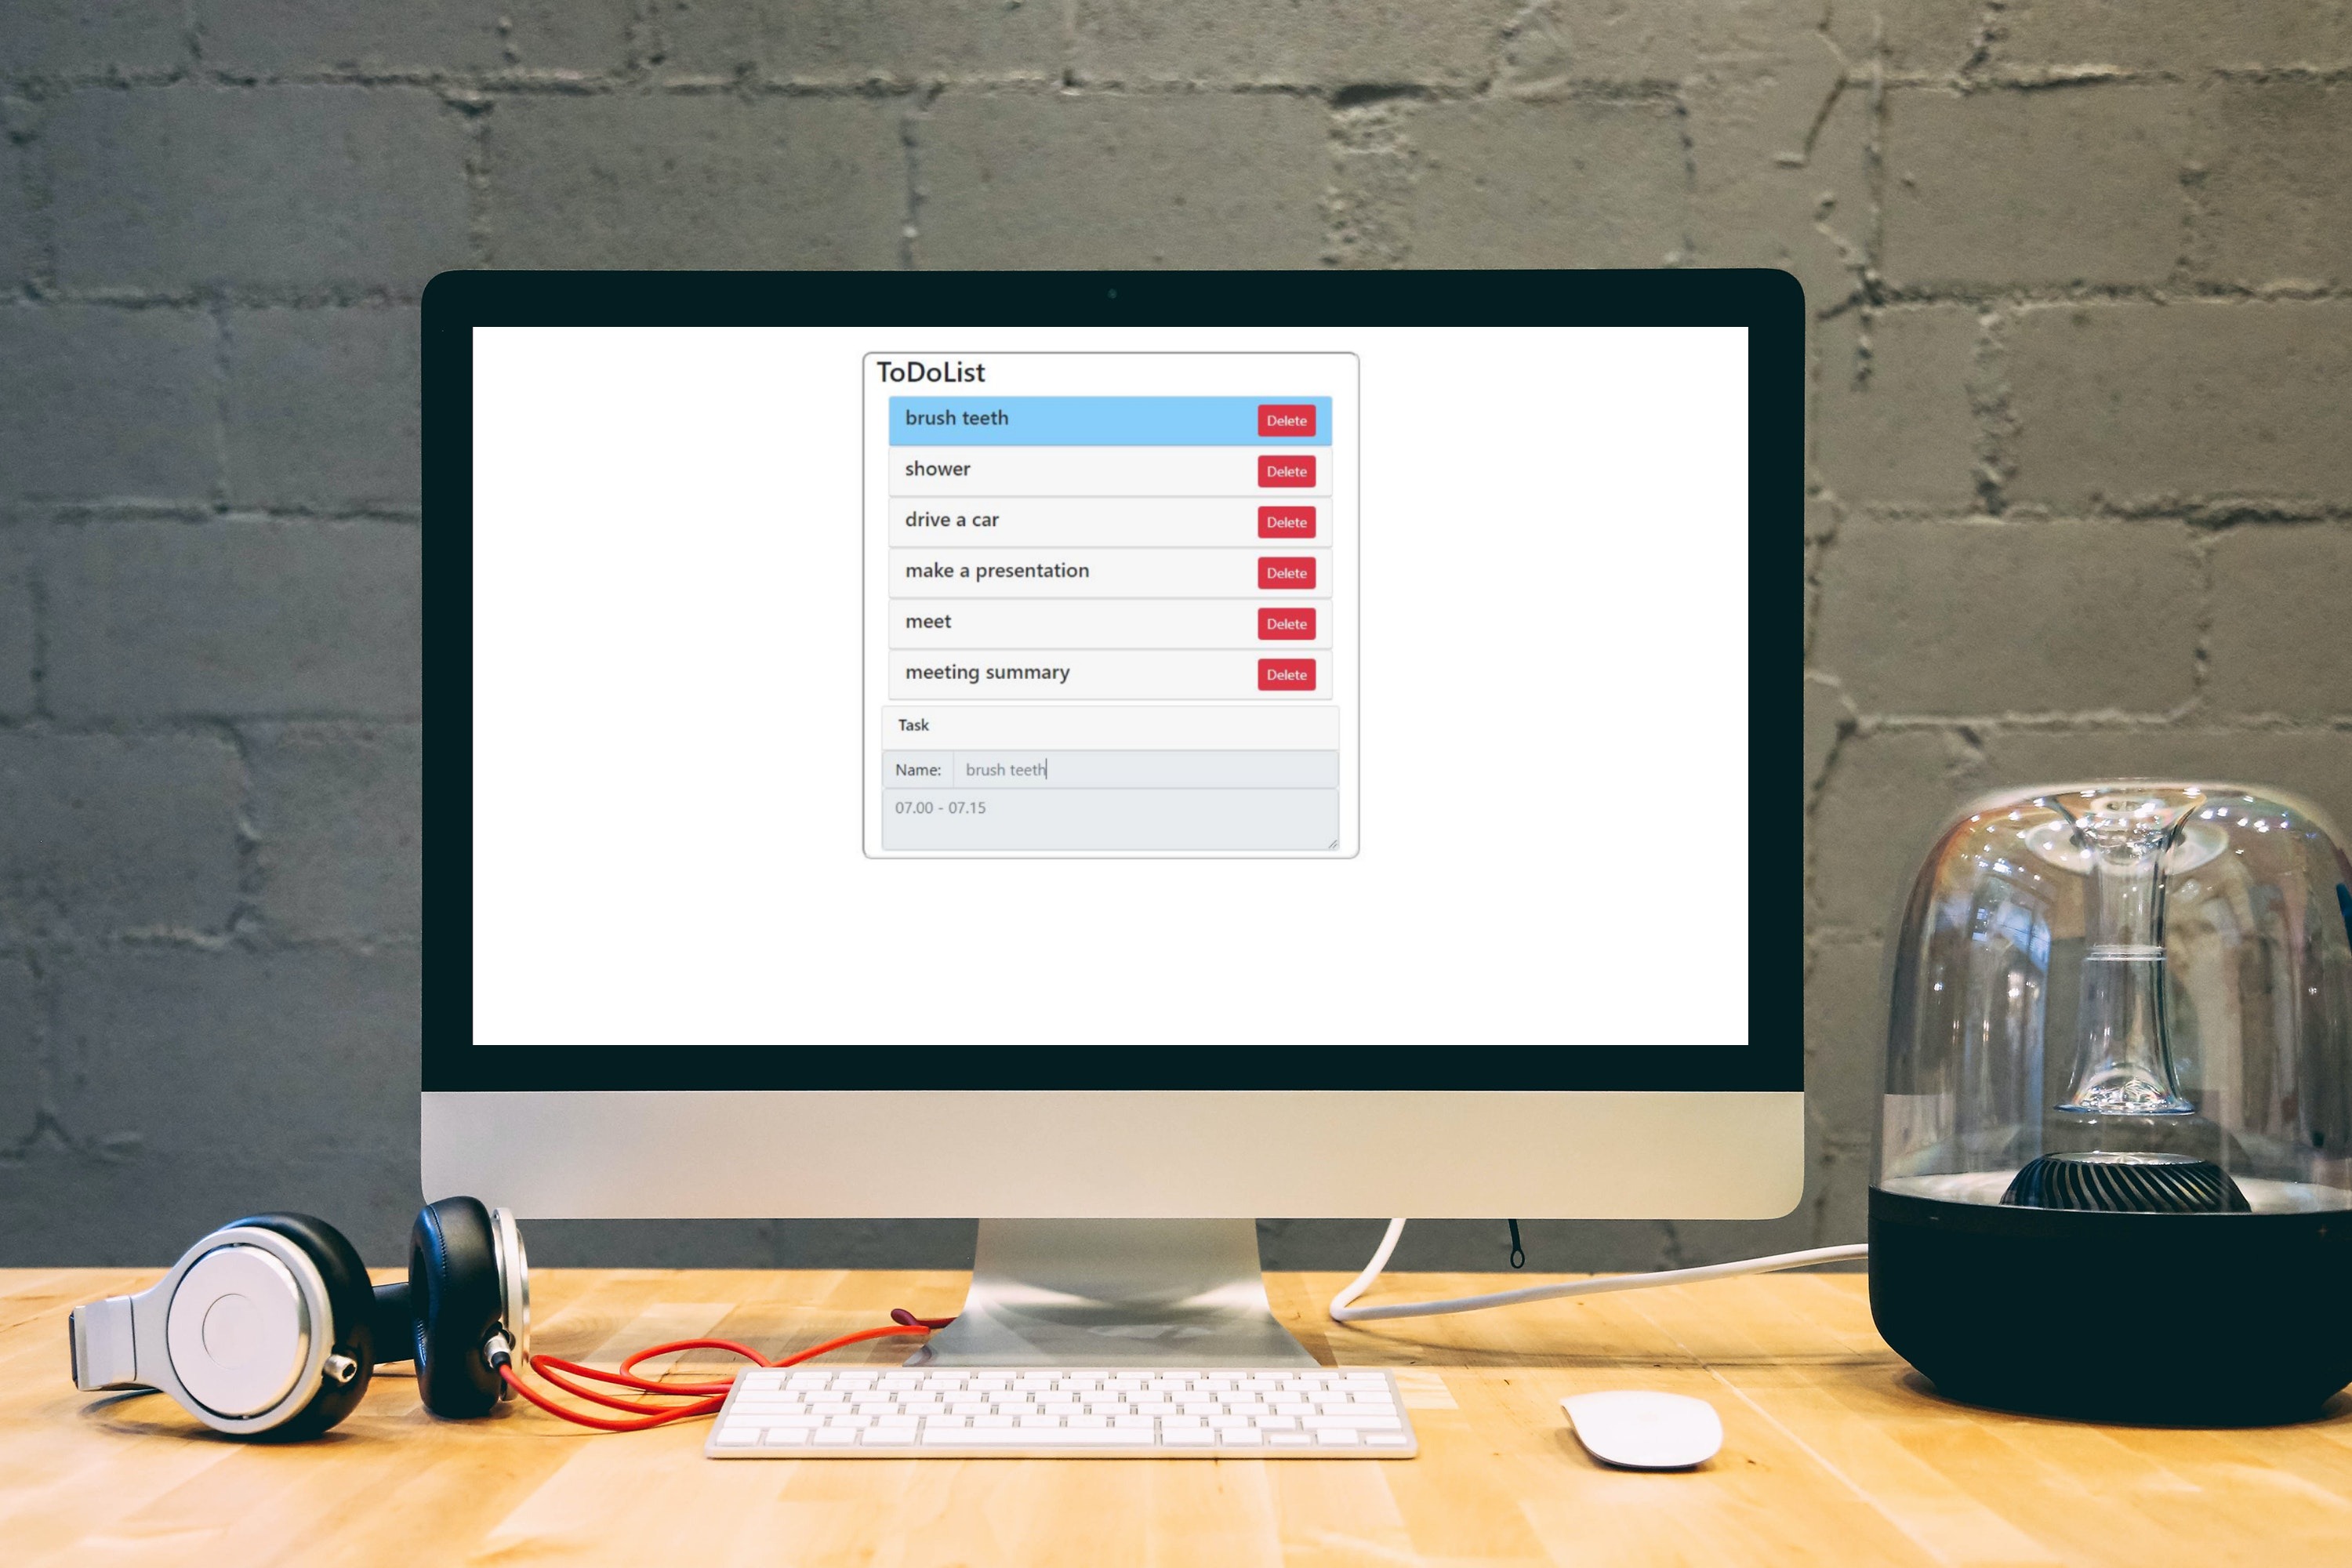 ToDoList
brush teeth Delete
shower Delete
drive a car Delete
make a presentation Delete
meet Delete
meeting summary Delete
Task
Name: brush teeth
07.00 - 07.15